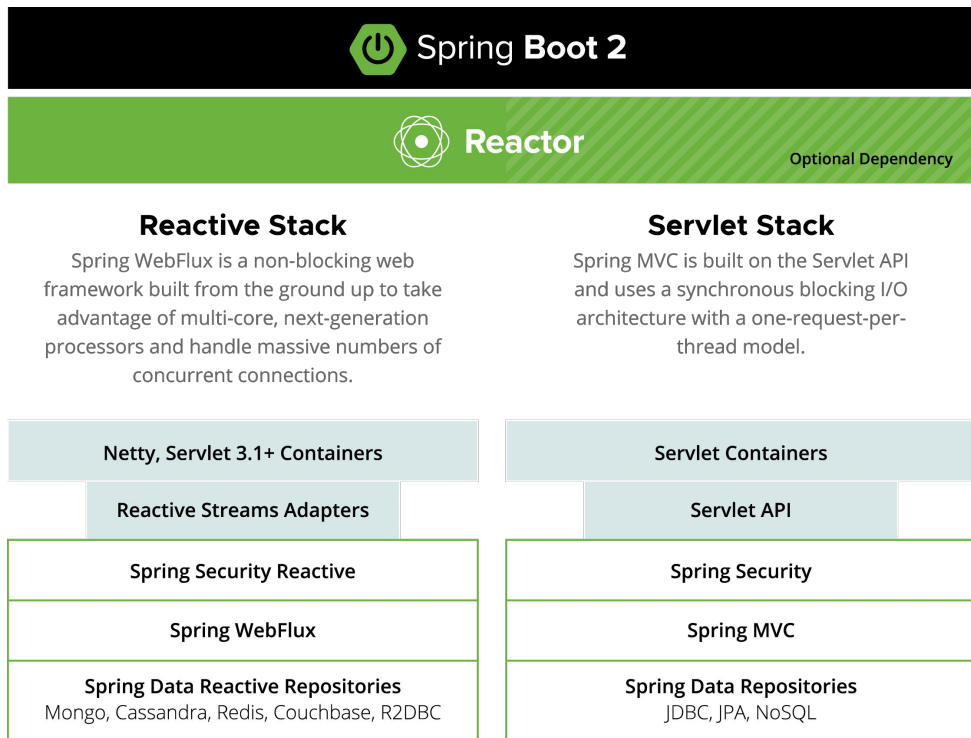 Spring Boot 2
Reactor
Optional Dependency
Reactive Stack
Spring WebFlux is a non-blocking web
framework built from the ground up to take
advantage of multi-core, next-generation
processors and handle massive numbers of
concurrent connections.
Netty, Servlet 3.1+ Containers
Reactive Streams Adapters
Spring Security Reactive
Spring WebFlux
Spring Data Reactive Repositories
Mongo, Cassandra, Redis, Couchbase, R2DBC
Servlet Stack
Spring MVC is built on the Servlet API
and uses a synchronous blocking I/O
architecture with a one-request-per-
thread model.
Servlet Containers
Servlet API
Spring Security
Spring MVC
Spring Data Repositories
JDBC, JPA, NoSQL